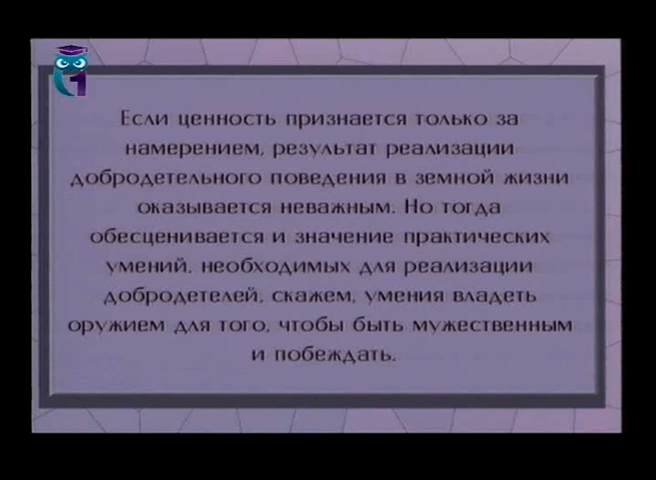 1
Если ценность признается только за
намерением, результат реализации
добродетельного поведения в земной жизни
оказывается неважным. Но тогда
обесценивается и значение практических
умений, необходимых для реализации
добродетелей, скажем, умения владеть
оружием для того, чтобы быть мужественным
и побеждать.